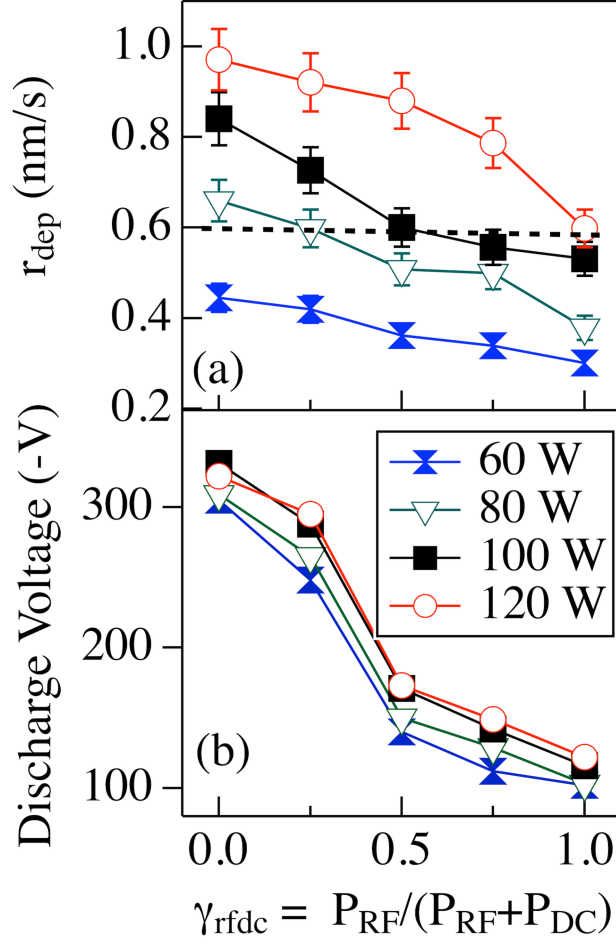 r_dep (nm/s)
1.0
0.8
0.6
0.4
0.2
(a)
Discharge Voltage (-V)
300
200
100
(b)
60 W
80 W
100 W
120 W
0.0 0.5 1.0
γ_rfdc = P_RF/(P_RF+P_DC)